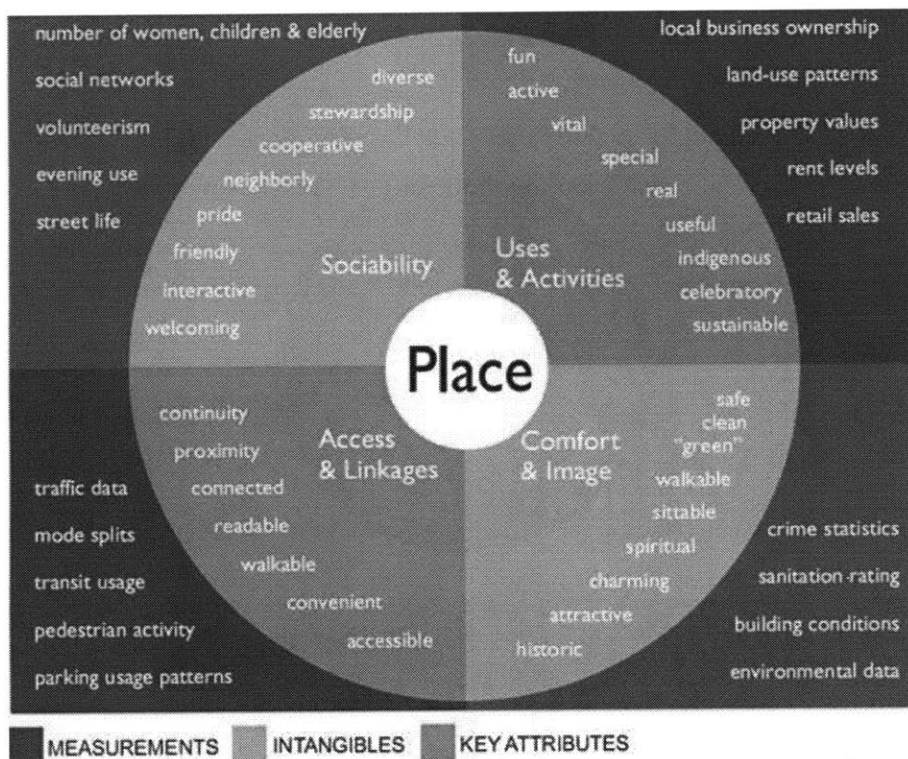 number of women, children & elderly
social networks
volunteerism
evening use
street life
diverse
stewardship
cooperative
neighborly
pride
friendly
interactive
welcoming
Sociability
fun
active
vital
special
real
useful
indigenous
celebratory
sustainable
Uses
& Activities
local business ownership
land-use patterns
property values
rent levels
retail sales
Place
continuity
proximity
connected
readable
walkable
convenient
accessible
Access
& Linkages
traffic data
mode splits
transit usage
pedestrian activity
parking usage patterns
Comfort
& Image
safe
clean
"green"
walkable
sittable
spiritual
charming
attractive
historic
crime statistics
sanitation rating
building conditions
environmental data
MEASUREMENTS INTANGIBLES KEY ATTRIBUTES